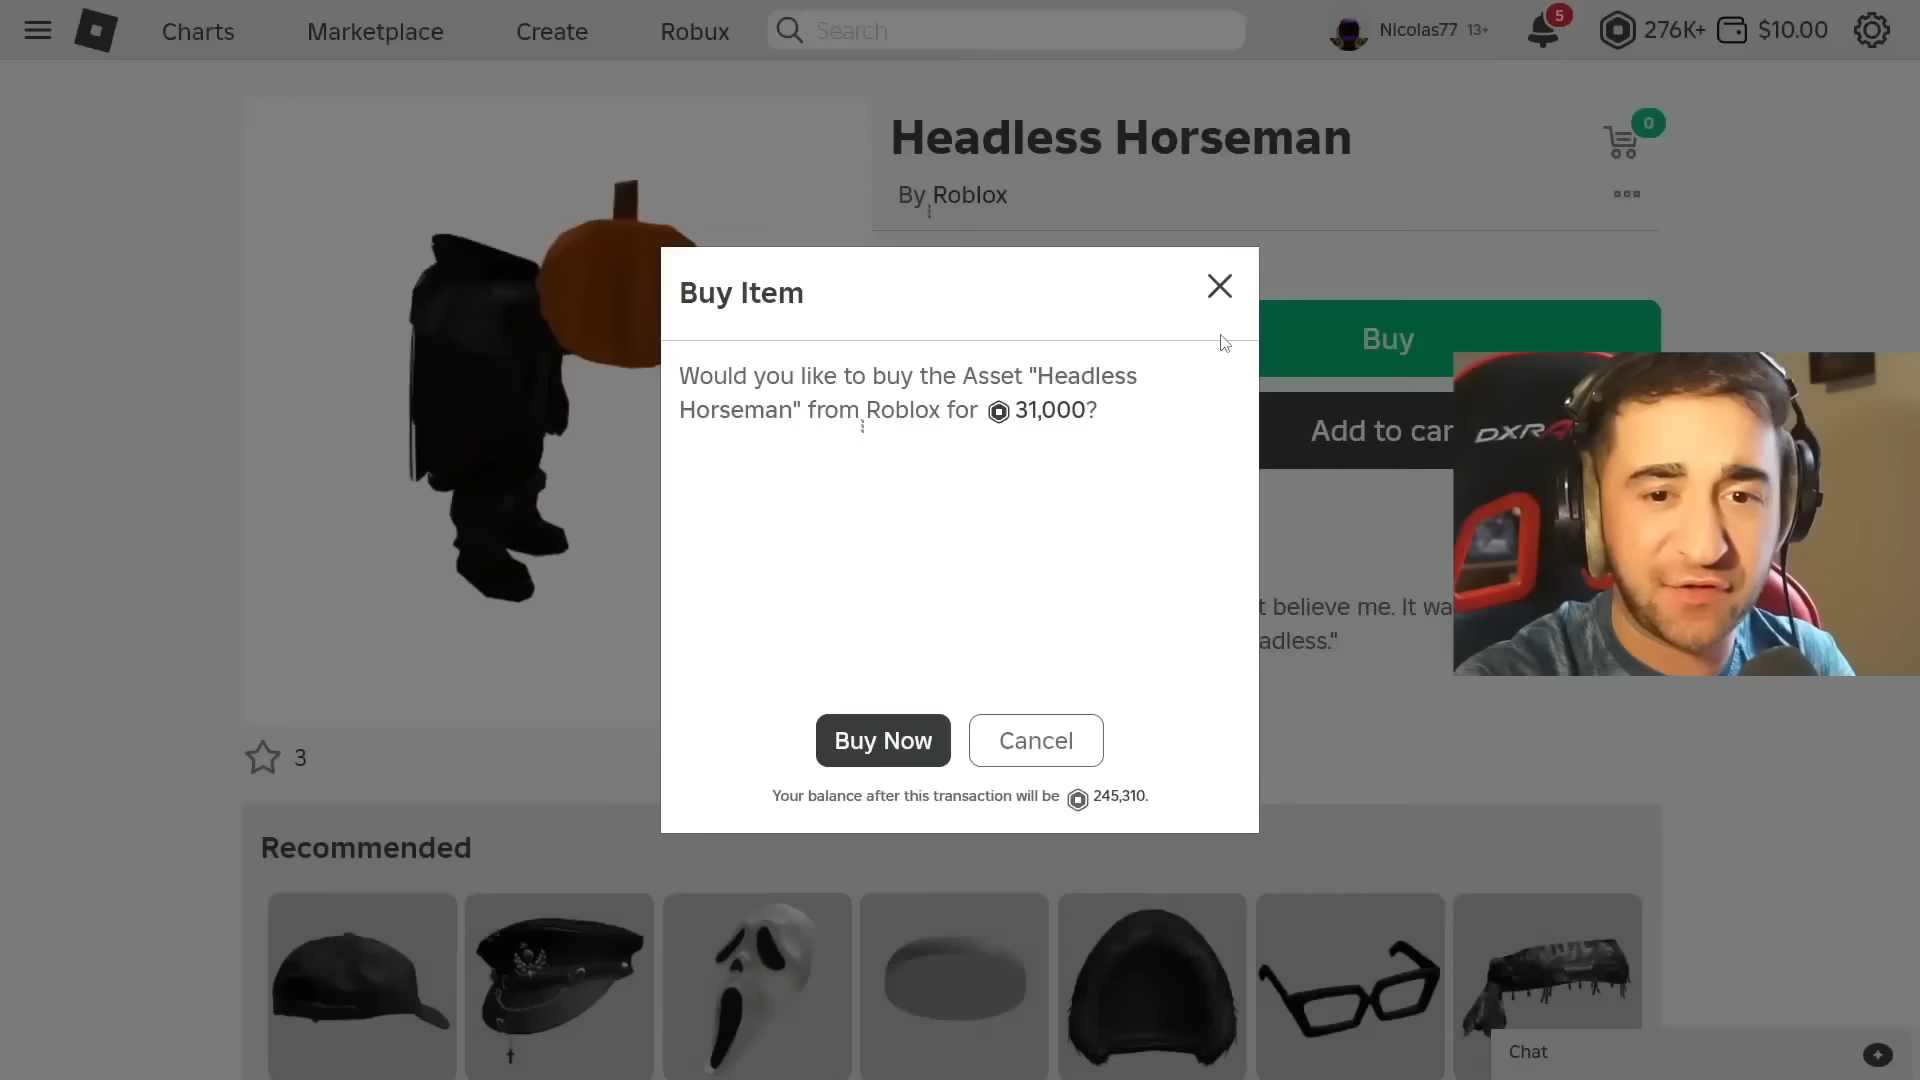 Charts
Marketplace
Create
Robux
Search
Nicolas77 13+
5
276K+
$10.00
Headless Horseman
0
By Roblox
Buy Item
Buy
Would you like to buy the Asset "Headless
Horseman" from Roblox for 31,000?
Add to car
DXRA
t believe me. It wa
adless."
Buy Now
Cancel
3
Your balance after this transaction will be 245,310.
Recommended
Chat